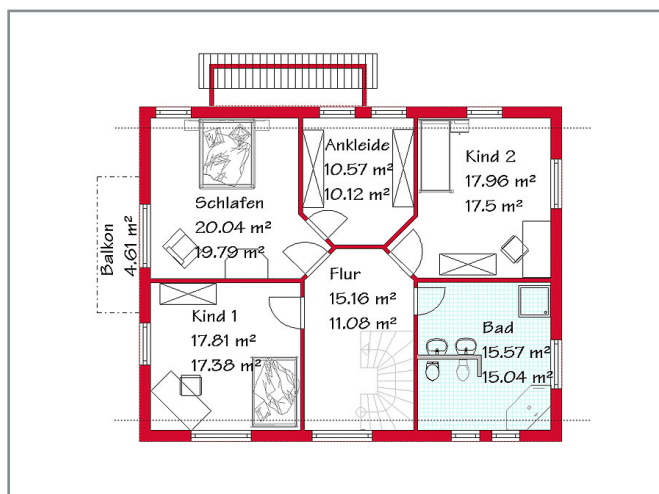 Ankleide
10.57 m²
10.12 m²
Kind 2
17.96 m²
17.5 m²
Schlafen
20.04 m²
19.79 m²
Balkon
4.61 m²
Flur
15.16 m²
11.08 m²
Kind 1
17.81 m²
17.38 m²
Bad
15.57 m²
15.04 m²